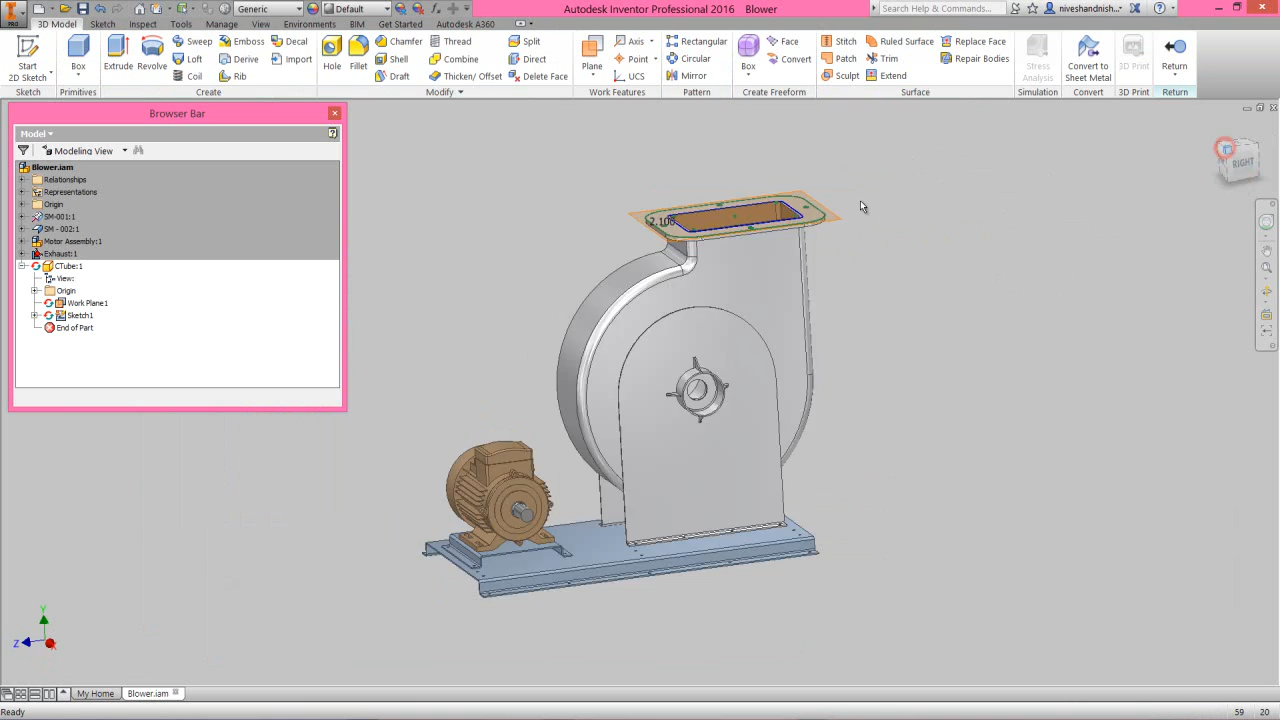 Autodesk Inventor Professional 2016 Blower
PRO Generic Default Search Help & Commands... niveshandnish...
3D Model Sketch Inspect Tools Manage View Environments BIM Get Started Autodesk A360
Start
2D Sketch
Box
Extrude
Revolve
Sweep Emboss Decal
Loft Derive Import
Coil Rib
Hole
Fillet
Chamfer Thread Split
Shell Combine Direct
Draft Thicken/ Offset Delete Face
Plane
Axis
Point
UCS
Rectangular
Circular
Mirror
Box
Face
Convert
Stitch Ruled Surface Replace Face
Patch Trim Repair Bodies
Sculpt Extend
Stress
Analysis
Convert to
Sheet Metal
3D Print
Return
Sketch Primitives Create Modify Work Features Pattern Create Freeform Surface Simulation Convert 3D Print Return
Browser Bar
Model
Modeling View
Blower.iam
Relationships
Representations
Origin
SM-001:1
SM - 002:1
Motor Assembly:1
Exhaust:1
CTube:1
View:
Origin
Work Plane1
Sketch1
End of Part
RIGHT
Y
Z
X
My Home Blower.iam
Ready 59 20